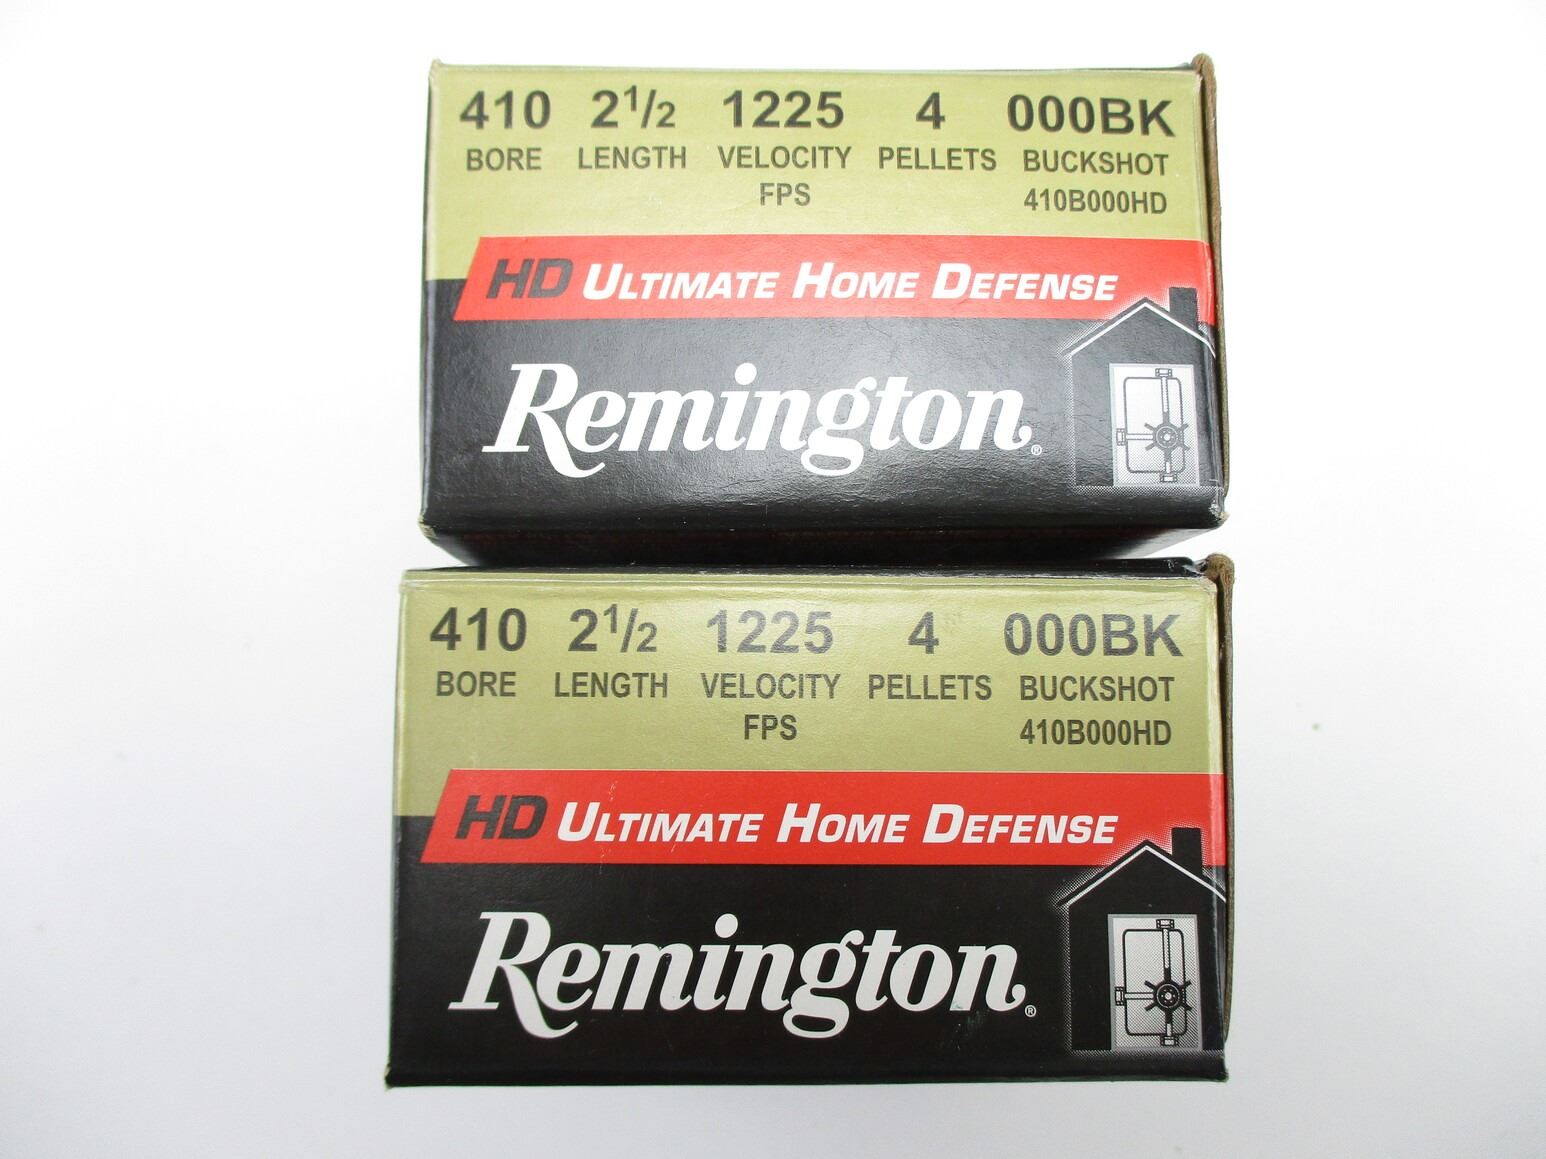 410 2 1/2 1225 4 000BK
BORE LENGTH VELOCITY PELLETS BUCKSHOT
FPS 410B000HD
HD ULTIMATE HOME DEFENSE
Remington®
410 2 1/2 1225 4 000BK
BORE LENGTH VELOCITY PELLETS BUCKSHOT
FPS 410B000HD
HD ULTIMATE HOME DEFENSE
Remington®